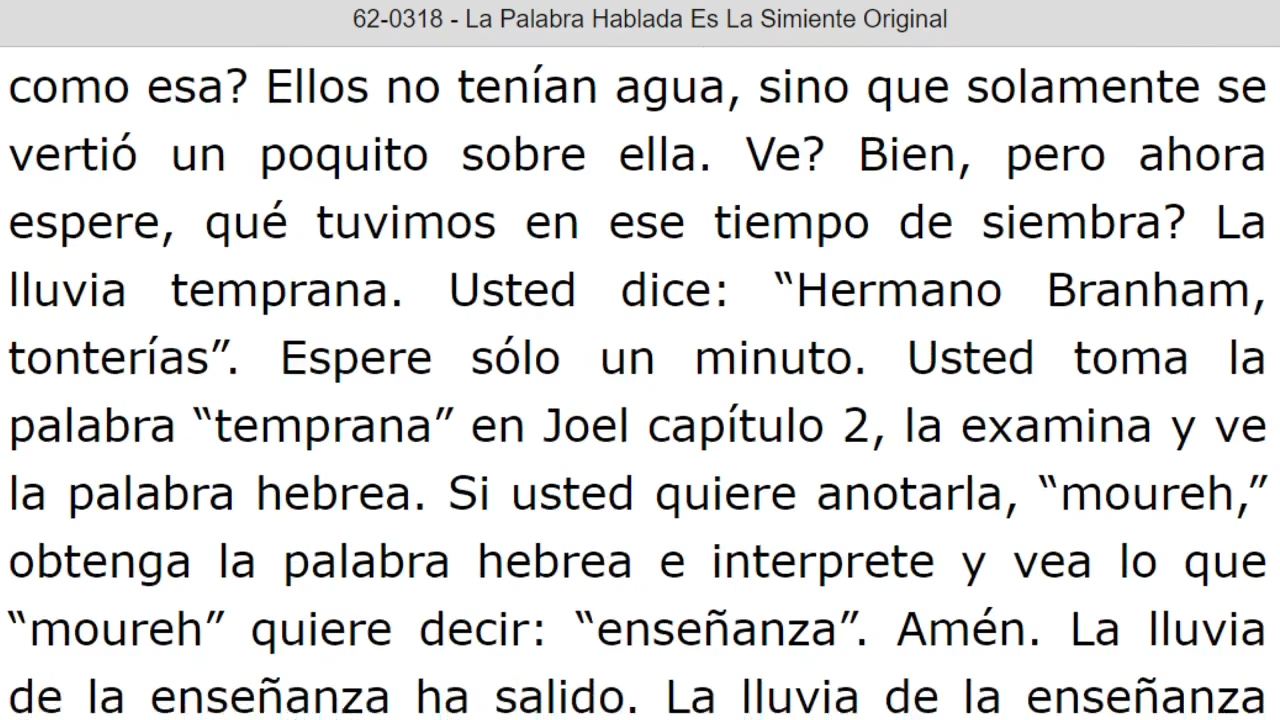 62-0318 - La Palabra Hablada Es La Simiente Original
como esa? Ellos no tenían agua, sino que solamente se
vertió un poquito sobre ella. Ve? Bien, pero ahora
espere, qué tuvimos en ese tiempo de siembra? La
lluvia temprana. Usted dice: “Hermano Branham,
tonterías”. Espere sólo un minuto. Usted toma la
palabra “temprana” en Joel capítulo 2, la examina y ve
la palabra hebrea. Si usted quiere anotarla, “moureh,”
obtenga la palabra hebrea e interprete y vea lo que
“moureh” quiere decir: “enseñanza”. Amén. La lluvia
de la enseñanza ha salido. La lluvia de la enseñanza